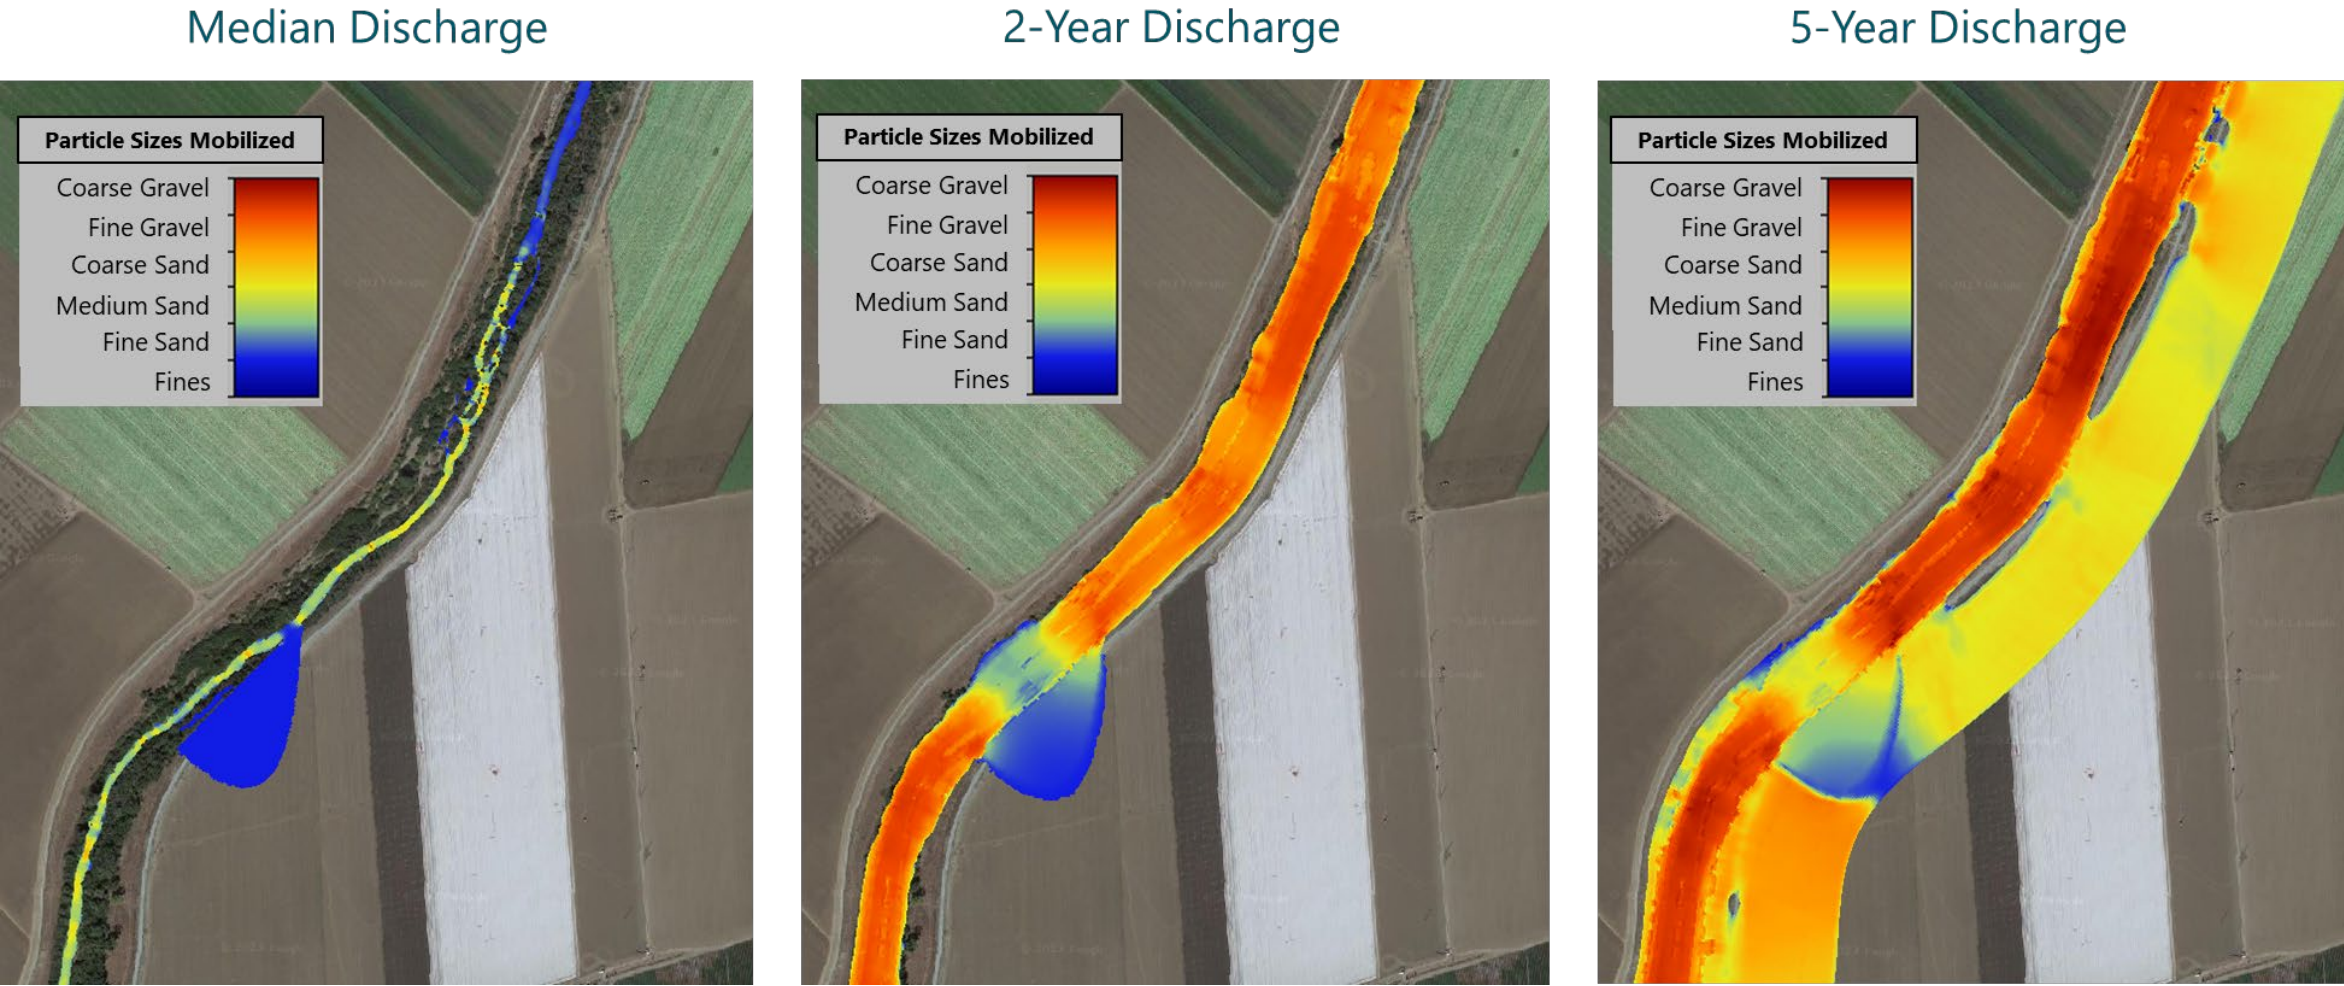 Median Discharge
Particle Sizes Mobilized
Coarse Gravel
Fine Gravel
Coarse Sand
Medium Sand
Fine Sand
Fines
2-Year Discharge
Particle Sizes Mobilized
Coarse Gravel
Fine Gravel
Coarse Sand
Medium Sand
Fine Sand
Fines
5-Year Discharge
Particle Sizes Mobilized
Coarse Gravel
Fine Gravel
Coarse Sand
Medium Sand
Fine Sand
Fines